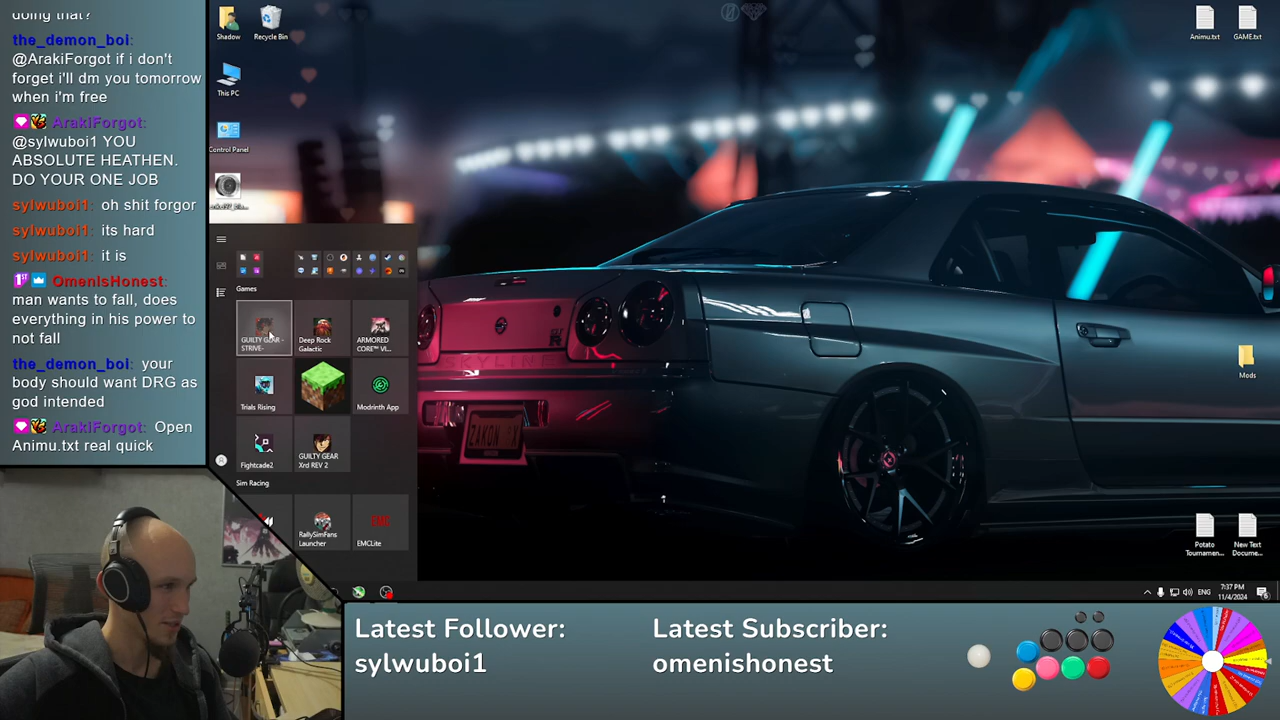 doing that?
the_demon_boi:
@ArakiForgot if i don't
forget i'll dm you tomorrow
when i'm free
ArakiForgot:
@sylwuboi1 YOU
ABSOLUTE HEATHEN.
DO YOUR ONE JOB
sylwuboi1: oh shit forgor
sylwuboi1: its hard
sylwuboi1: it is
OmenIsHonest:
man wants to fall, does
everything in his power to
not fall
the_demon_boi: your
body should want DRG as
god intended
ArakiForgot: Open
Animu.txt real quick
Shadow
Recycle Bin
This PC
Control Panel
Animu.txt
GAME.txt
Mods
Potato
Tournamen...
New Text
Docume...
Games
GUILTY GEAR -
STRIVE-
Deep Rock
Galactic
ARMORED
CORE™ VI...
Trials Rising
Modrinth App
Fightcade2
GUILTY GEAR
Xrd REV 2
Sim Racing
RallySimFans
Launcher
EMCLite
SKYLINE
ENG
7:37 PM
11/4/2024
Latest Follower:
sylwuboi1
Latest Subscriber:
omenishonest